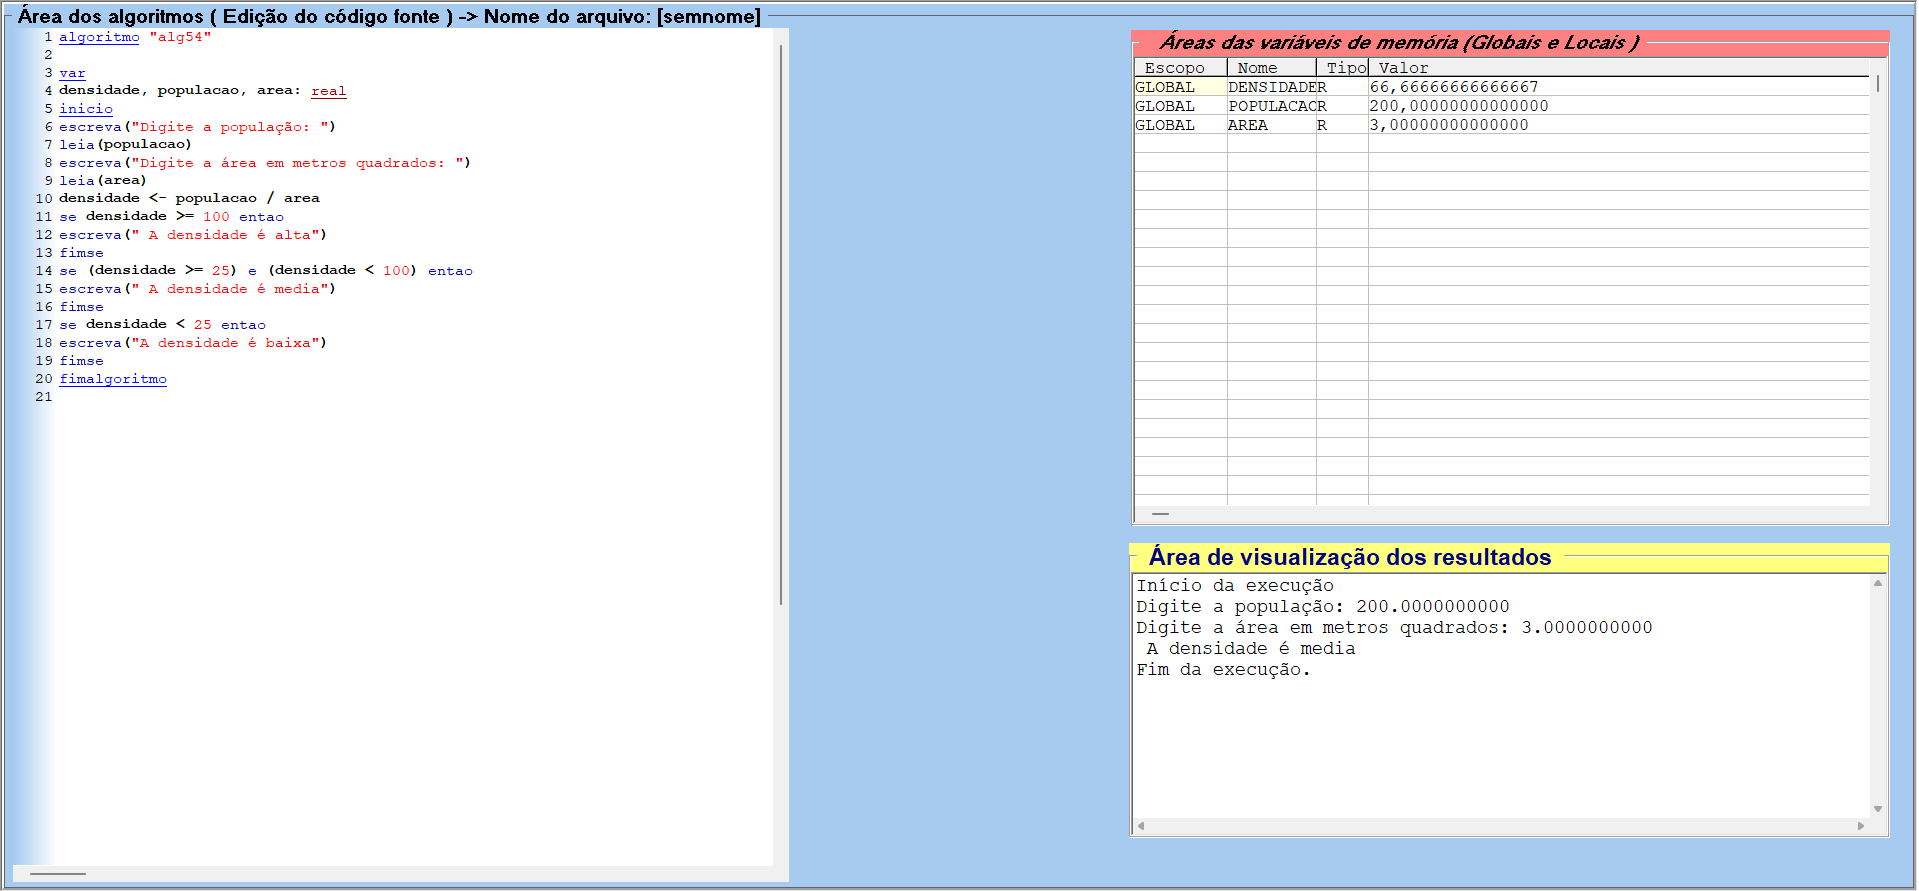 Área dos algoritmos ( Edição do código fonte ) -> Nome do arquivo: [semnome]
1 algoritmo "alg54"
2
3 var
4 densidade, populacao, area: real
5 inicio
6 escreva("Digite a população: ")
7 leia(populacao)
8 escreva("Digite a área em metros quadrados: ")
9 leia(area)
10 densidade <- populacao / area
11 se densidade >= 100 entao
12 escreva(" A densidade é alta")
13 fimse
14 se (densidade >= 25) e (densidade < 100) entao
15 escreva(" A densidade é media")
16 fimse
17 se densidade < 25 entao
18 escreva("A densidade é baixa")
19 fimse
20 fimalgoritmo
21
Áreas das variáveis de memória (Globais e Locais )
Escopo Nome Tipo Valor
GLOBAL DENSIDADE R 66,66666666666667
GLOBAL POPULACAO R 200,00000000000000
GLOBAL AREA R 3,00000000000000
Área de visualização dos resultados
Início da execução
Digite a população: 200.0000000000
Digite a área em metros quadrados: 3.0000000000
A densidade é media
Fim da execução.